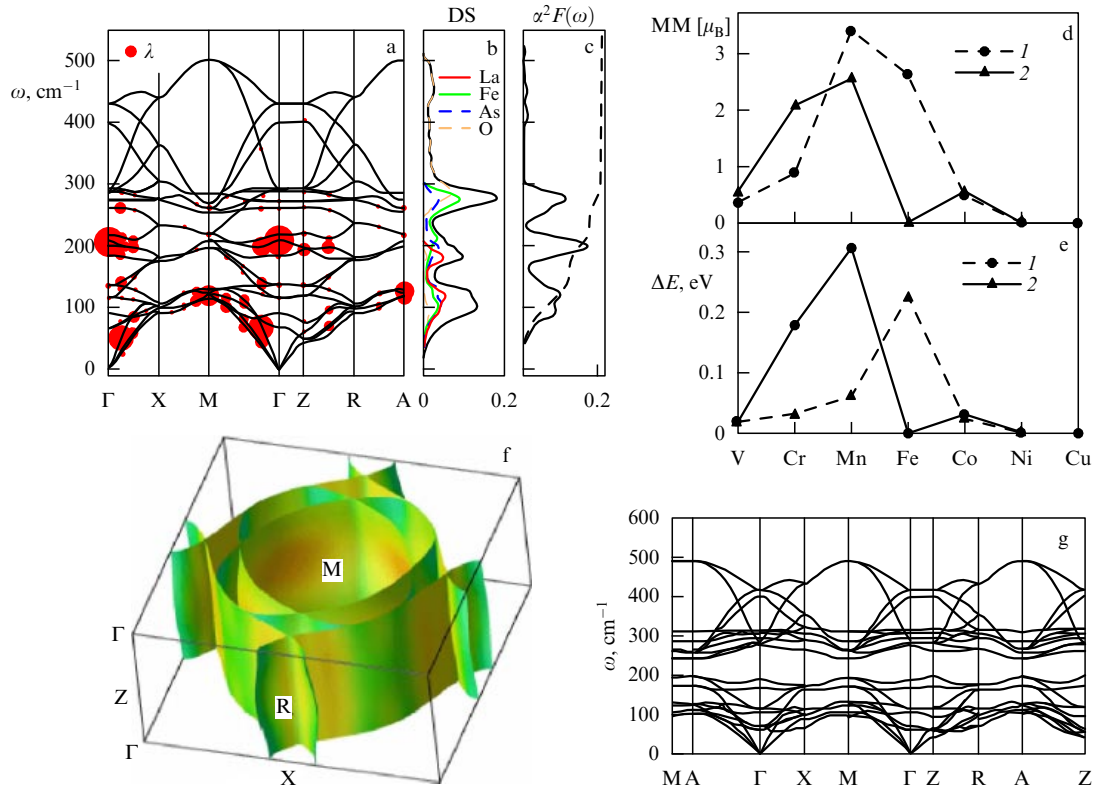 DS
α²F(ω)
500
400
300
200
100
0
ω, cm⁻¹
λ
a
Γ
X
M
Γ
Z
R
A
b
La
Fe
As
O
0
0.2
c
0.2
MM [μB]
3
2
1
0
d
1
2
ΔE, eV
0.3
0.2
0.1
0
e
1
2
V
Cr
Mn
Fe
Co
Ni
Cu
f
M
R
Γ
Z
Γ
X
600
500
400
300
200
100
0
ω, cm⁻¹
g
M
A
Γ
X
M
Γ
Z
R
A
Z